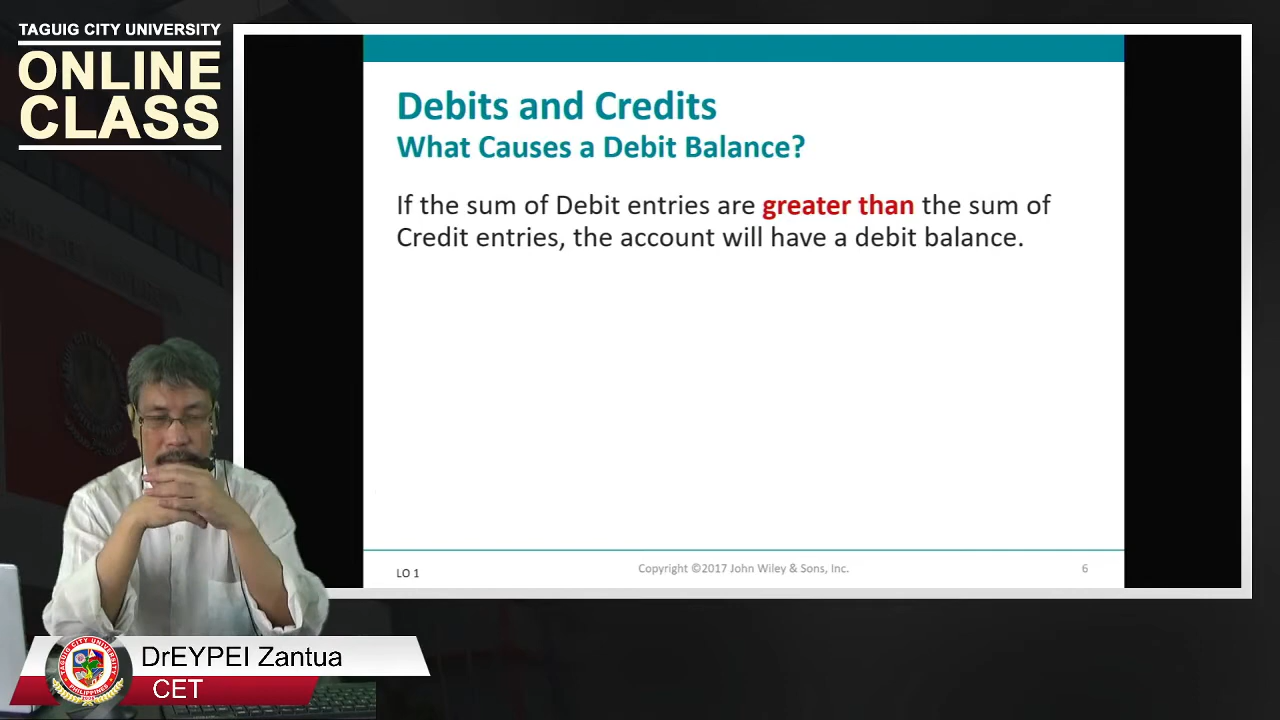 TAGUIG CITY UNIVERSITY
ONLINE
CLASS
Debits and Credits
What Causes a Debit Balance?
If the sum of Debit entries are greater than the sum of
Credit entries, the account will have a debit balance.
LO 1
Copyright ©2017 John Wiley & Sons, Inc.
6
DrEYPEI Zantua
CET